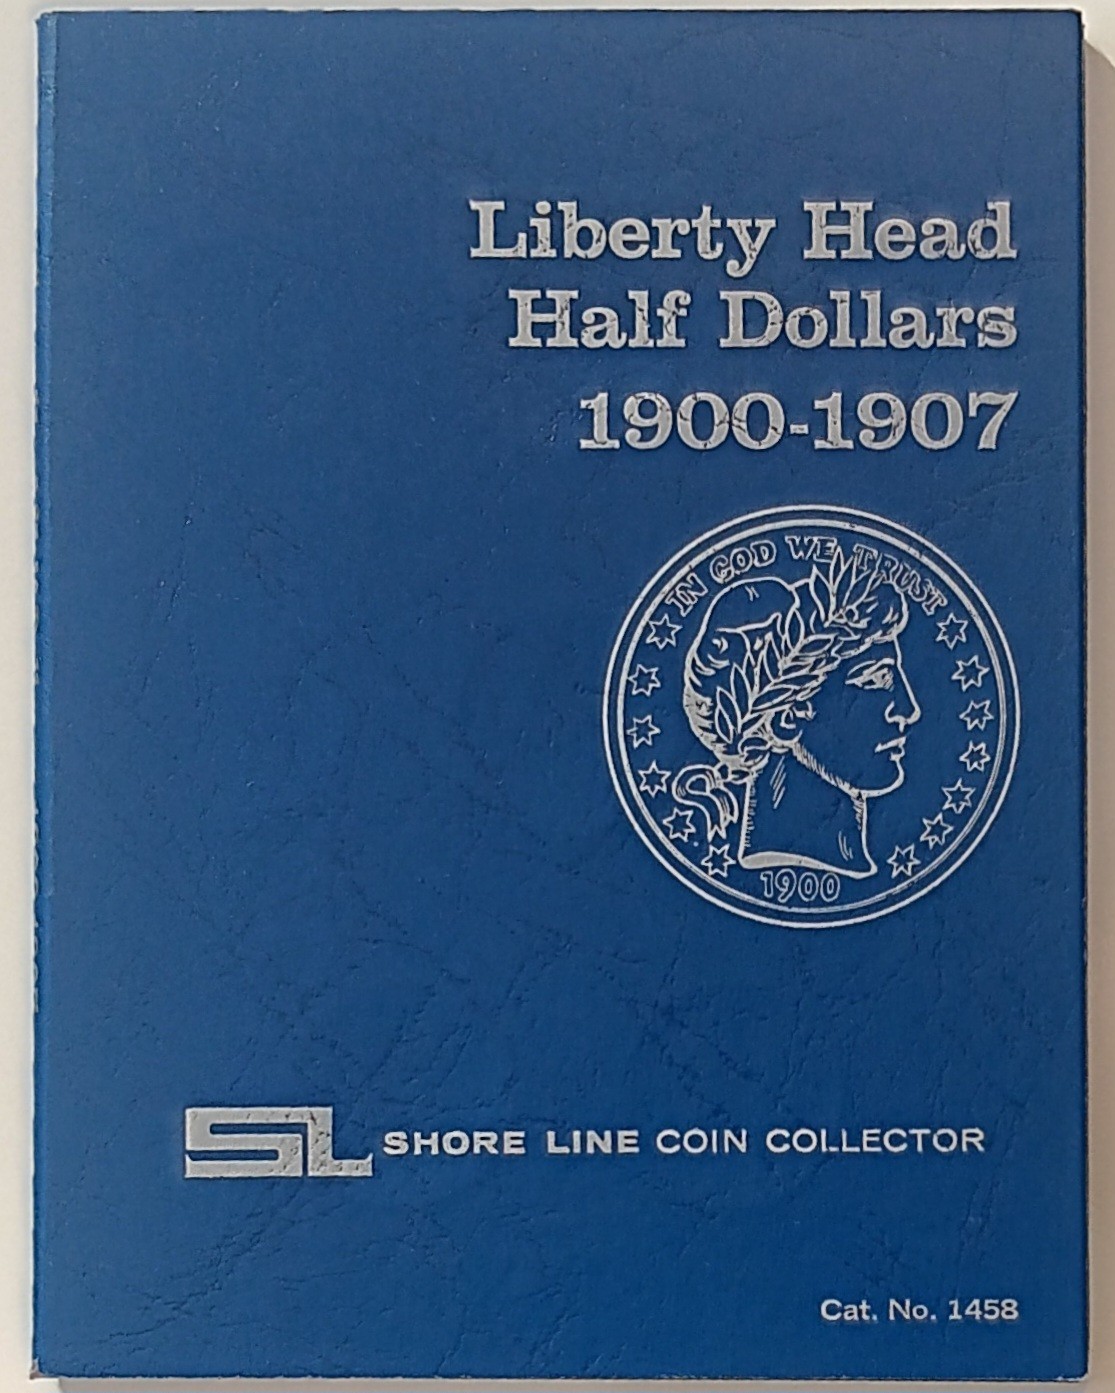 Liberty Head
Half Dollars
1900-1907
IN GOD WE TRUST
1900
SL SHORE LINE COIN COLLECTOR
Cat. No. 1458